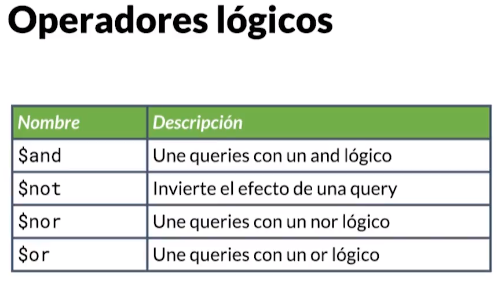 Operadores lógicos
Nombre Descripción
$and Une queries con un and lógico
$not Invierte el efecto de una query
$nor Une queries con un nor lógico
$or Une queries con un or lógico